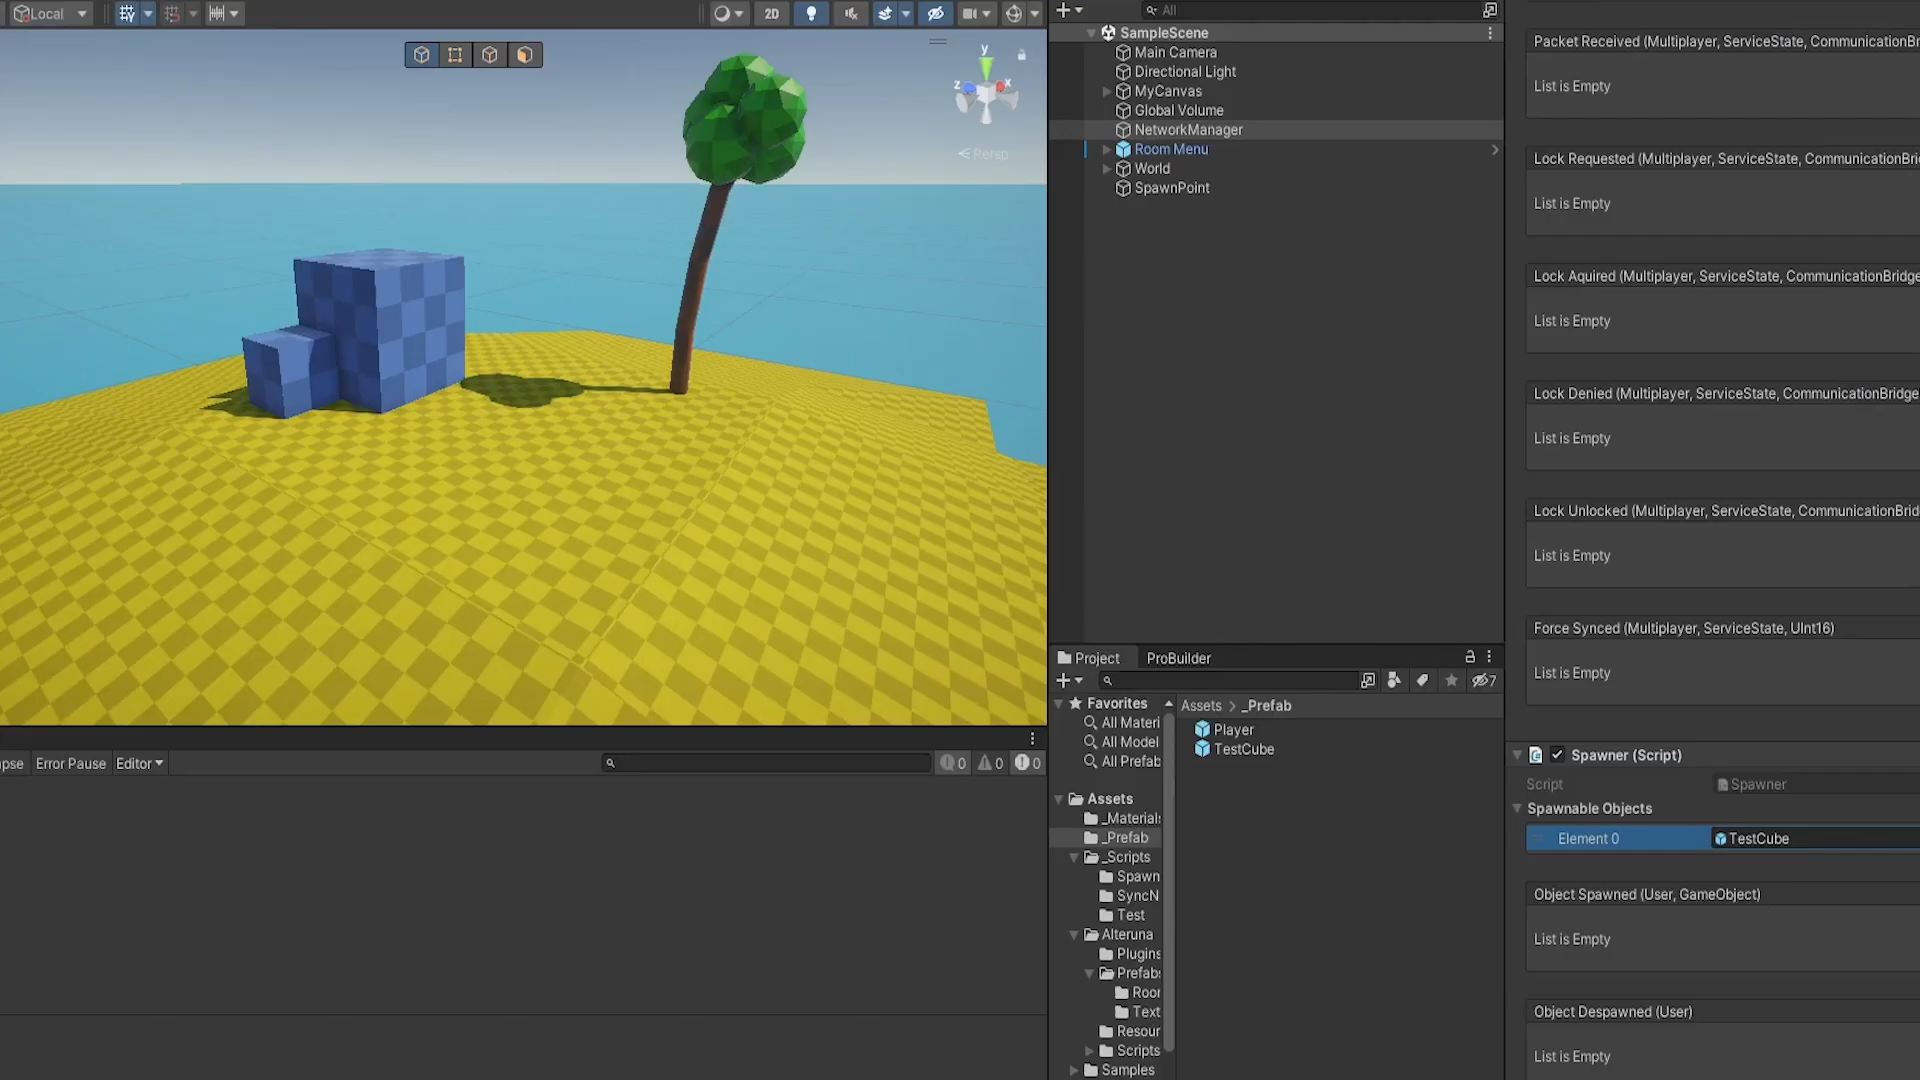 Local
2D
All
y
z
x
Persp
SampleScene
Main Camera
Directional Light
MyCanvas
Global Volume
NetworkManager
Room Menu
World
SpawnPoint
Packet Received (Multiplayer, ServiceState, CommunicationBr
List is Empty
Lock Requested (Multiplayer, ServiceState, CommunicationBri
List is Empty
Lock Aquired (Multiplayer, ServiceState, CommunicationBridge
List is Empty
Lock Denied (Multiplayer, ServiceState, CommunicationBridge
List is Empty
Lock Unlocked (Multiplayer, ServiceState, CommunicationBrid
List is Empty
Force Synced (Multiplayer, ServiceState, UInt16)
List is Empty
Spawner (Script)
Script Spawner
Spawnable Objects
Element 0 TestCube
Object Spawned (User, GameObject)
List is Empty
Object Despawned (User)
List is Empty
Project ProBuilder
7
Favorites
All Materi
All Model
All Prefab
Assets
_Materials
_Prefab
_Scripts
Spawn
SyncN
Test
Alteruna
Plugins
Prefabs
Roor
Text
Resour
Scripts
Samples
Assets > _Prefab
Player
TestCube
pse Error Pause Editor 0 0 0